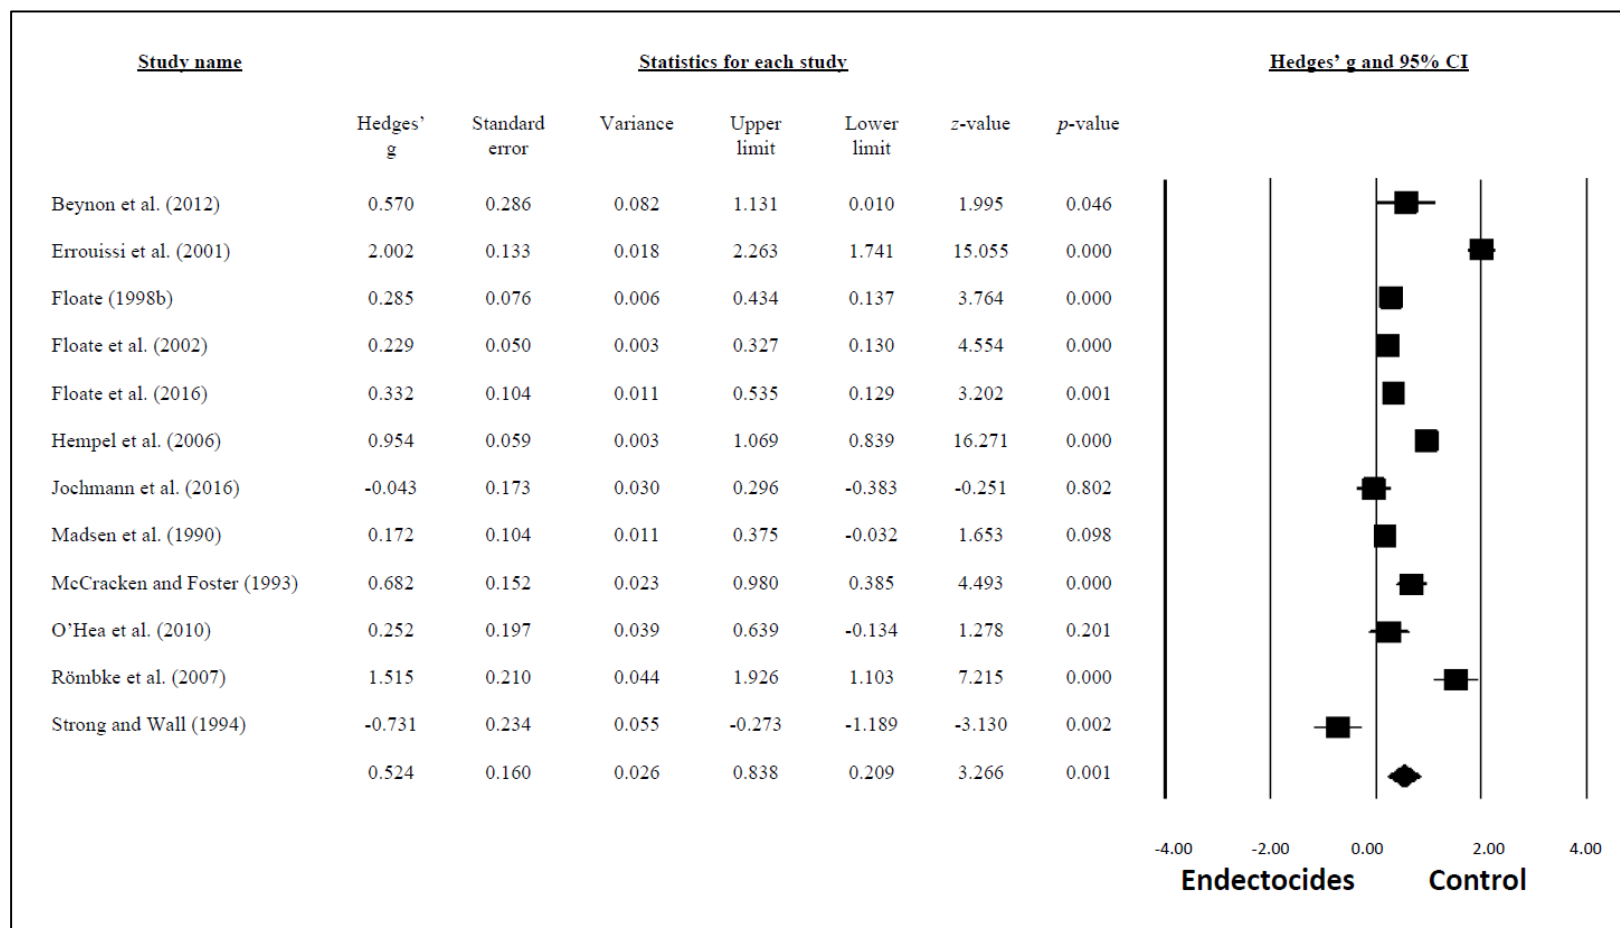 Study name Statistics for each study Hedges’ g and 95% CI
Hedges’ g Standard error Variance Upper limit Lower limit z-value p-value
Beynon et al. (2012) 0.570 0.286 0.082 1.131 0.010 1.995 0.046
Errouissi et al. (2001) 2.002 0.133 0.018 2.263 1.741 15.055 0.000
Floate (1998b) 0.285 0.076 0.006 0.434 0.137 3.764 0.000
Floate et al. (2002) 0.229 0.050 0.003 0.327 0.130 4.554 0.000
Floate et al. (2016) 0.332 0.104 0.011 0.535 0.129 3.202 0.001
Hempel et al. (2006) 0.954 0.059 0.003 1.069 0.839 16.271 0.000
Jochmann et al. (2016) -0.043 0.173 0.030 0.296 -0.383 -0.251 0.802
Madsen et al. (1990) 0.172 0.104 0.011 0.375 -0.032 1.653 0.098
McCracken and Foster (1993) 0.682 0.152 0.023 0.980 0.385 4.493 0.000
O’Hea et al. (2010) 0.252 0.197 0.039 0.639 -0.134 1.278 0.201
Römbke et al. (2007) 1.515 0.210 0.044 1.926 1.103 7.215 0.000
Strong and Wall (1994) -0.731 0.234 0.055 -0.273 -1.189 -3.130 0.002
0.524 0.160 0.026 0.838 0.209 3.266 0.001
-4.00 -2.00 0.00 2.00 4.00
Endectocides Control